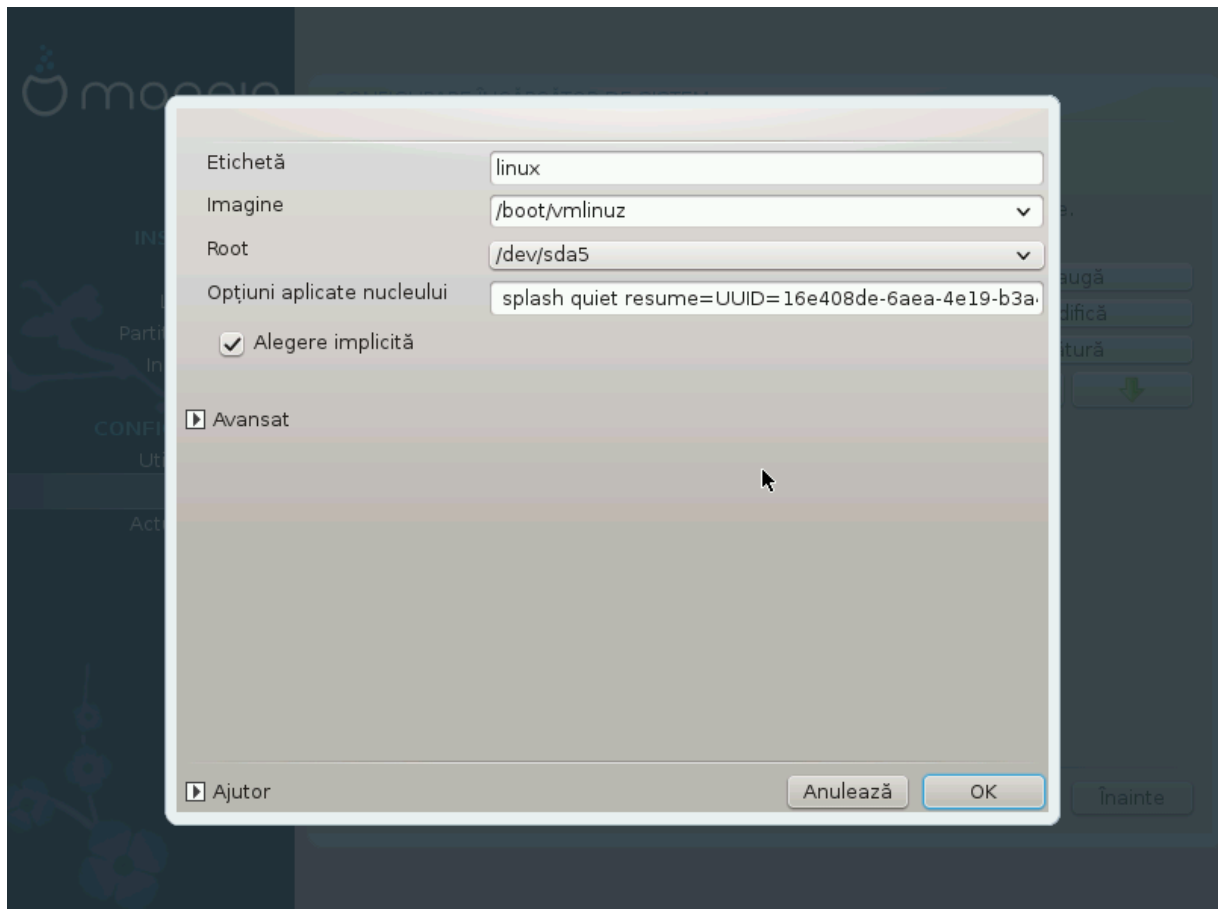 Etichetă
linux
Imagine
/boot/vmlinuz
Root
/dev/sda5
Opțiuni aplicate nucleului
splash quiet resume=UUID=16e408de-6aea-4e19-b3a
Alegere implicită
Avansat
Ajutor
Anulează
OK
Înainte